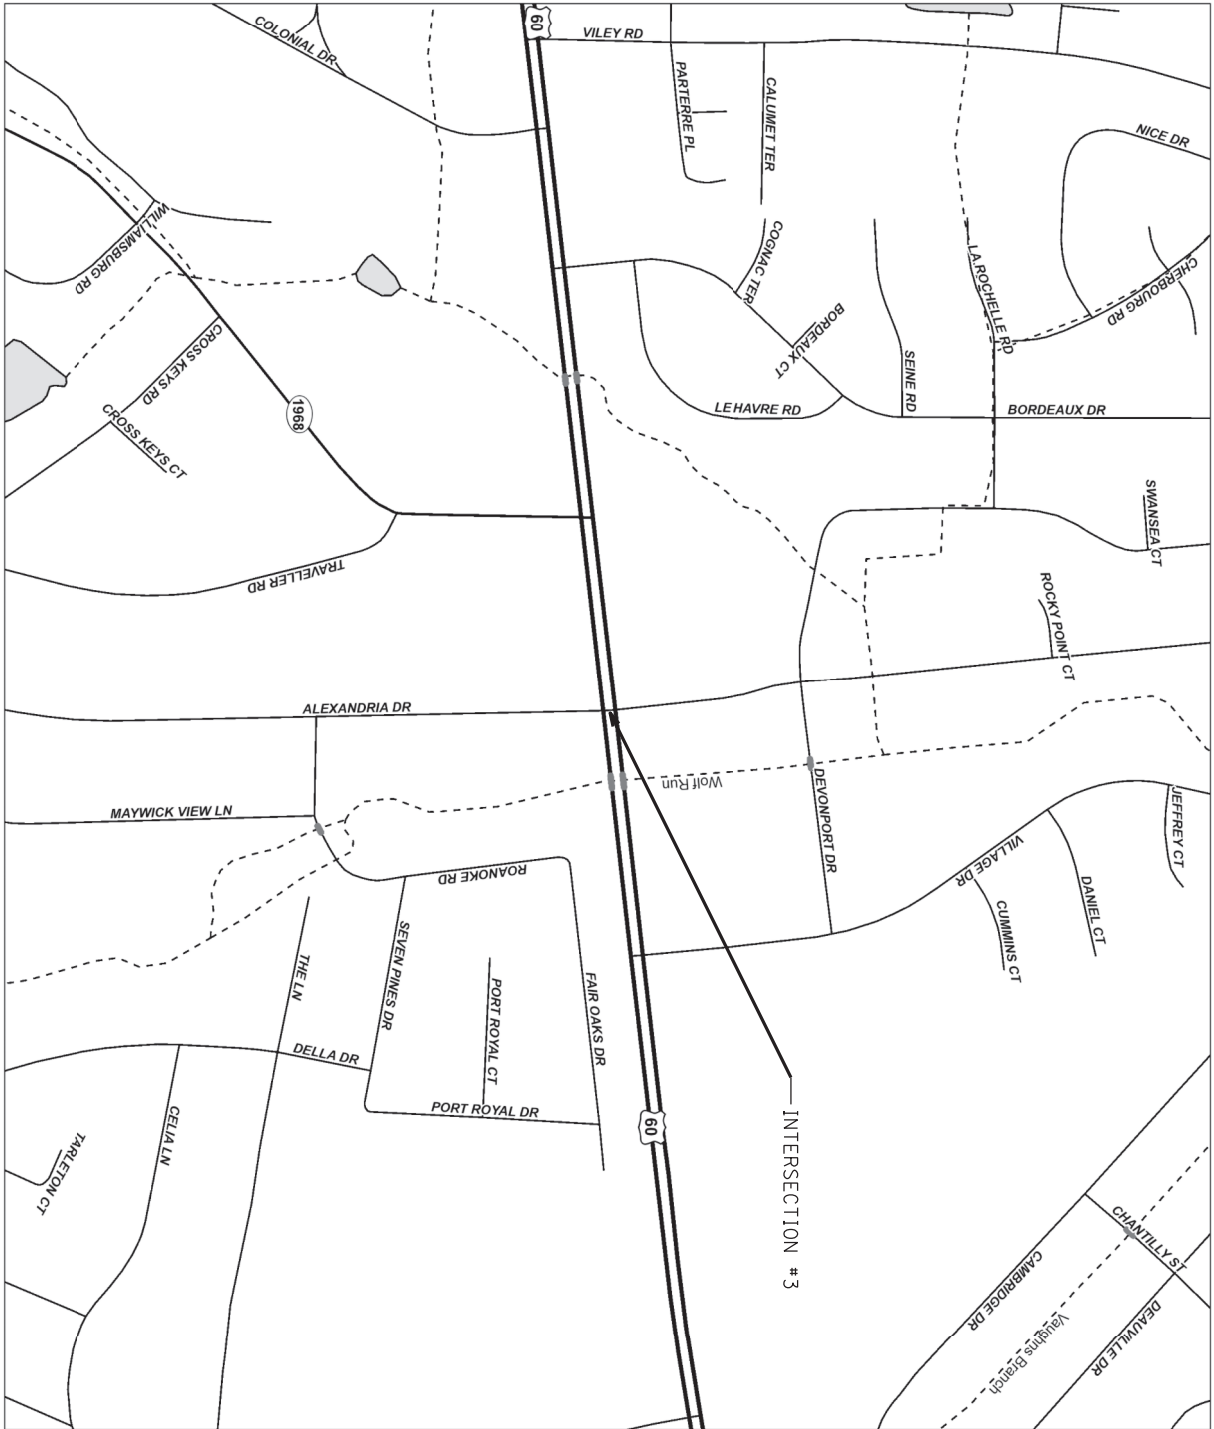 COLONIAL DR
60
VILEY RD
PARTERRE PL
CALUMET TER
NICE DR
WILLIAMSBURG RD
COGNAC TER
LA ROCHELLE RD
CHERBOURG RD
BORDEAUX CT
CROSS KEYS RD
SEINE RD
CROSS KEYS CT
1968
LE HAVRE RD
BORDEAUX DR
SWANSEA CT
TRAVELLER RD
ROCKY POINT CT
ALEXANDRIA DR
Wolf Run
DEVONPORT DR
MAYWICK VIEW LN
JEFFREY CT
VILLAGE DR
ROANOKE RD
DANIEL CT
CUMMINS CT
SEVEN PINES DR
THE LN
PORT ROYAL CT
FAIR OAKS DR
DELLA DR
PORT ROYAL DR
60
CELIA LN
TARLETON CT
INTERSECTION #3
CHANTILLY ST
CAMBRIDGE DR
DEAUVILLE DR
Vaughns Branch